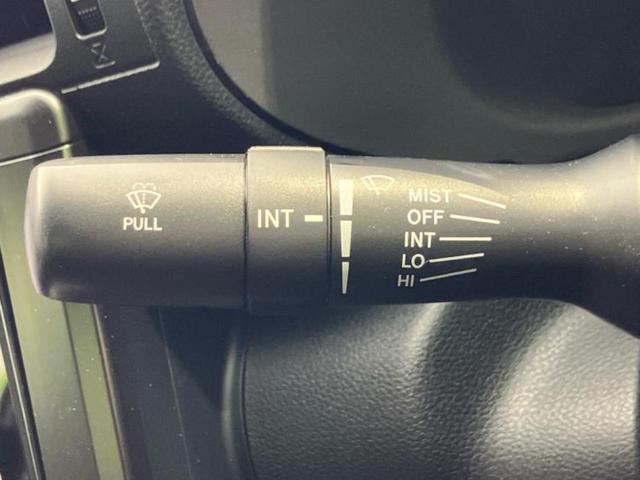 PULL
INT
MIST
OFF
INT
LO
HI